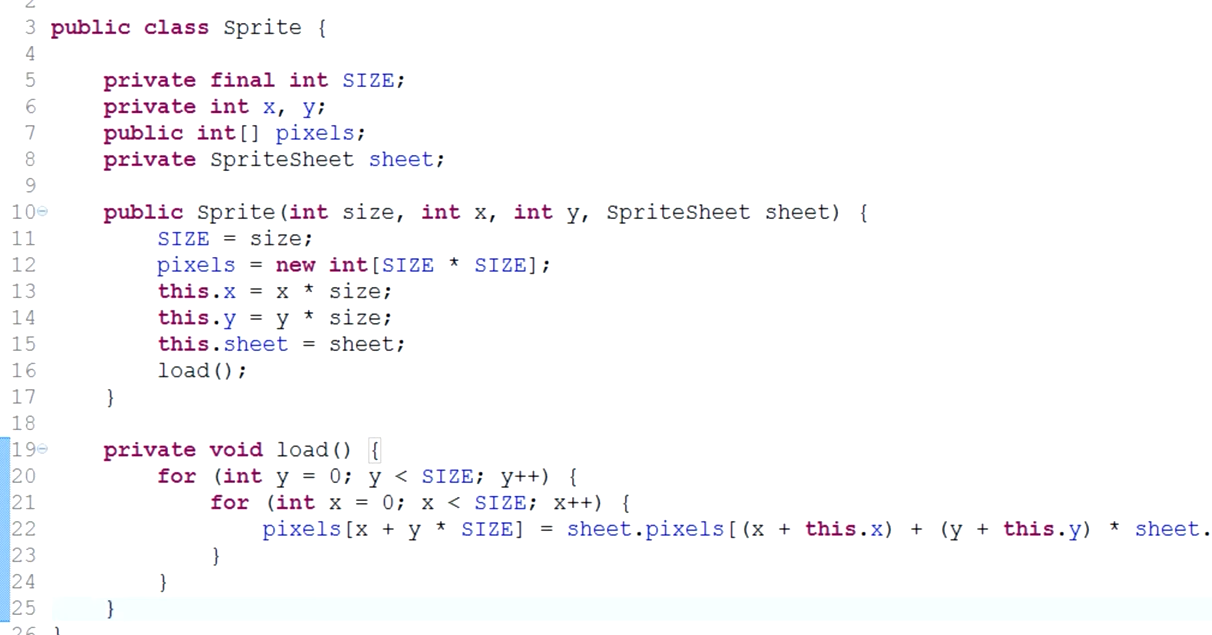 2
3 public class Sprite {
4
5 private final int SIZE;
6 private int x, y;
7 public int[] pixels;
8 private SpriteSheet sheet;
9
10 public Sprite(int size, int x, int y, SpriteSheet sheet) {
11 SIZE = size;
12 pixels = new int[SIZE * SIZE];
13 this.x = x * size;
14 this.y = y * size;
15 this.sheet = sheet;
16 load();
17 }
18
19 private void load() {
20 for (int y = 0; y < SIZE; y++) {
21 for (int x = 0; x < SIZE; x++) {
22 pixels[x + y * SIZE] = sheet.pixels[(x + this.x) + (y + this.y) * sheet.
23 }
24 }
25 }
26 }